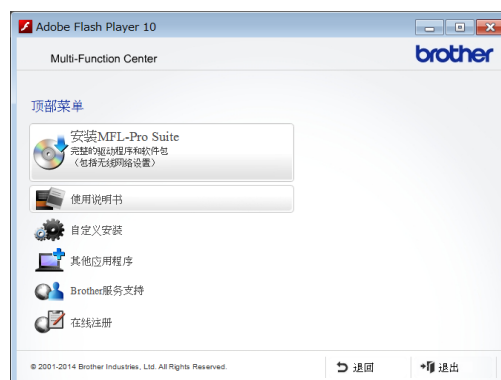 Adobe Flash Player 10
Multi-Function Center
brother
顶部菜单
安装MFL-Pro Suite
完整的驱动程序和软件包
（包括无线网络设置）
使用说明书
自定义安装
其他应用程序
Brother服务支持
在线注册
© 2001-2014 Brother Industries, Ltd. All Rights Reserved.
退回
退出